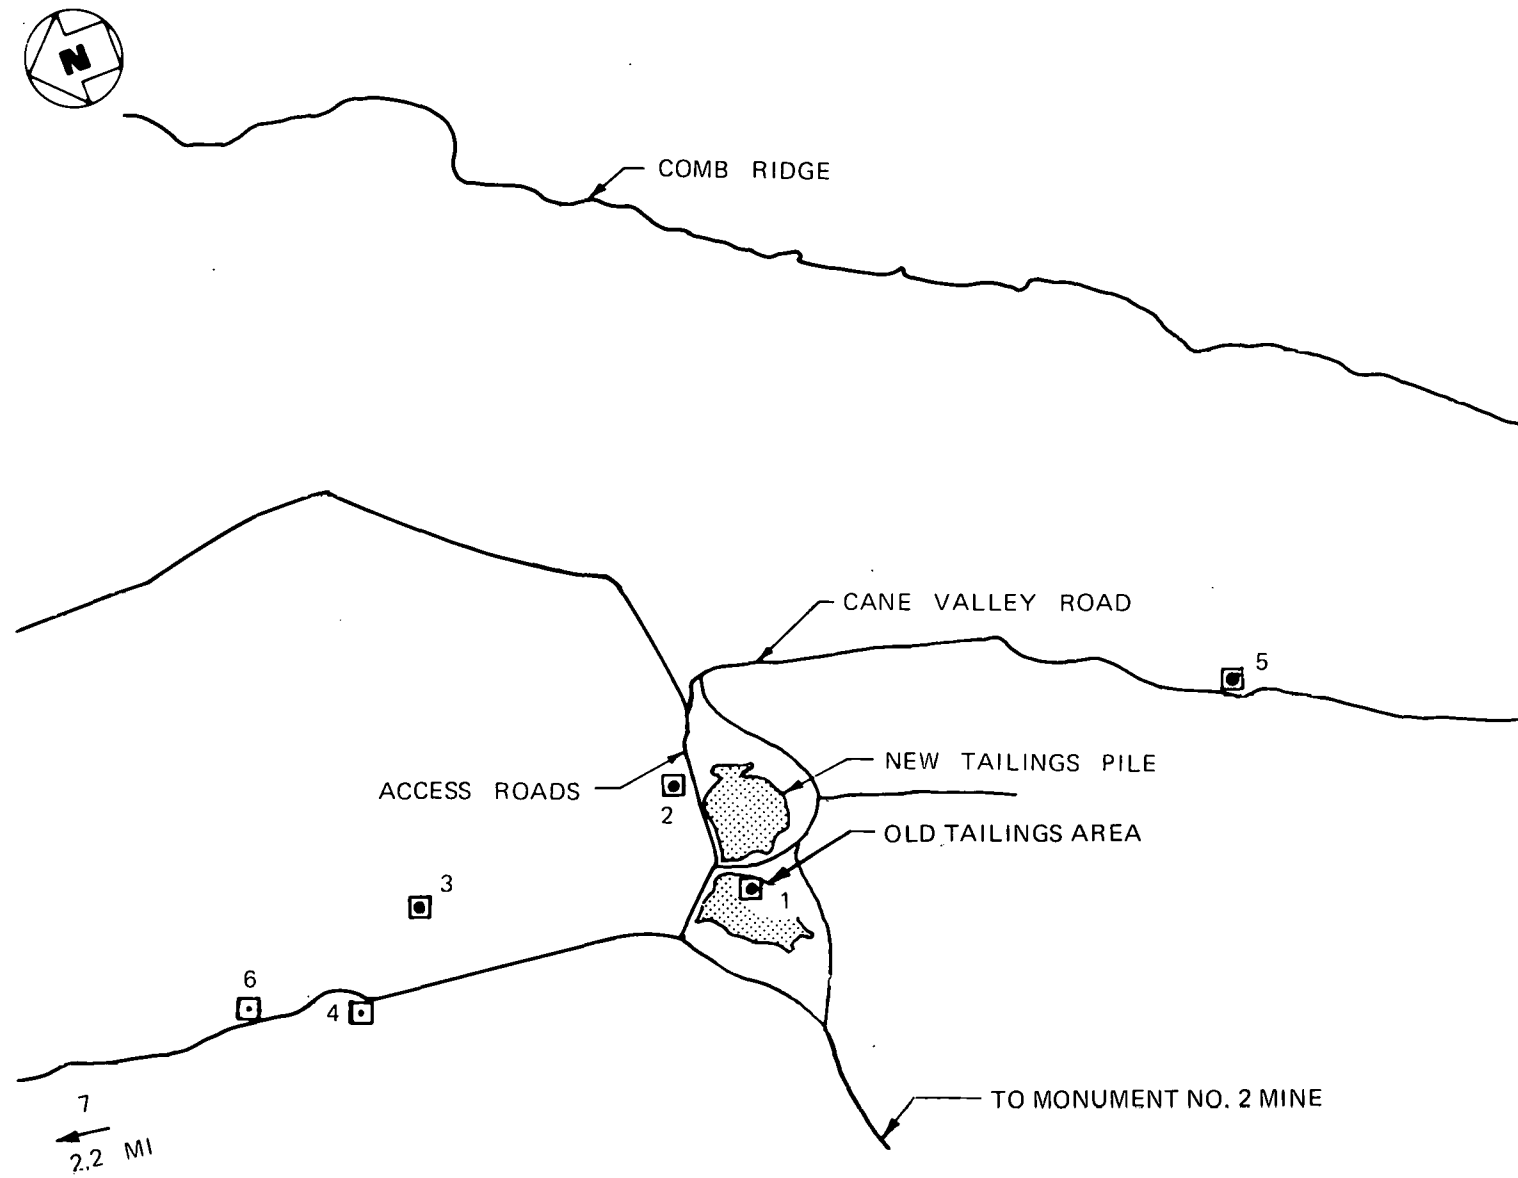 N
COMB RIDGE
CANE VALLEY ROAD
5
NEW TAILINGS PILE
ACCESS ROADS
2
OLD TAILINGS AREA
3
1
6
4
7
TO MONUMENT NO. 2 MINE
2.2 MI